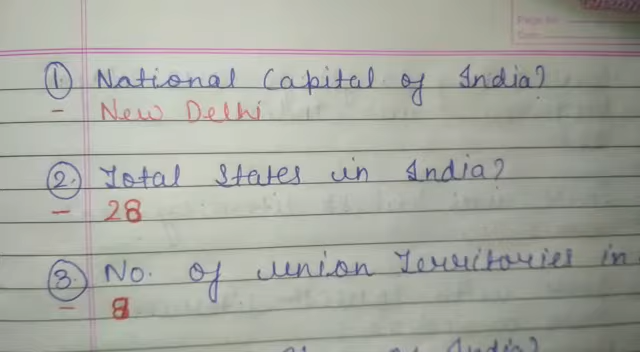 ① National Capital of India?
- New Delhi
②. Total States in India?
- 28
③. No. of Union Territories in
- 8
India?